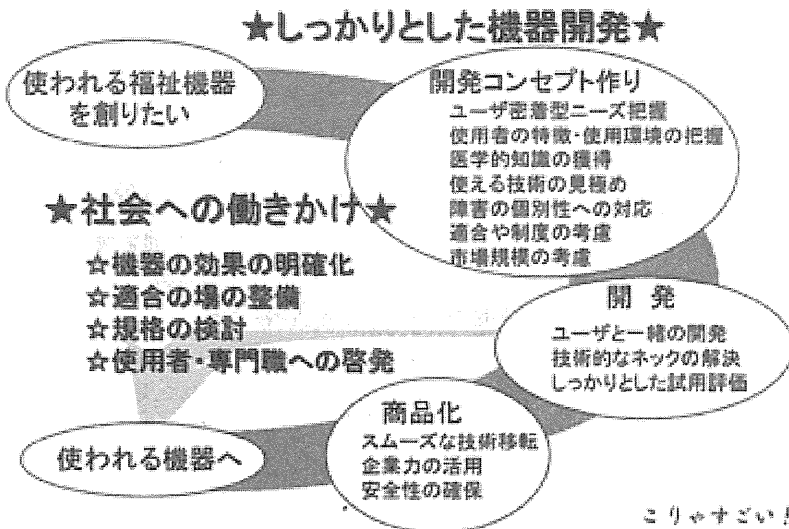 ★しっかりとした機器開発★
使われる福祉機器
を創りたい
開発コンセプト作り
ユーザ密着型ニーズ把握
使用者の特徴・使用環境の把握
医学的知識の獲得
使える技術の見極め
障害の個別性への対応
適合や制度の考慮
市場規模の考慮
★社会への働きかけ★
☆機器の効果の明確化
☆適合の場の整備
☆規格の検討
☆使用者・専門職への啓発
開 発
ユーザと一緒の開発
技術的なネックの解決
しっかりとした試用評価
商品化
スムーズな技術移転
企業力の活用
安全性の確保
使われる機器へ
こりゃすごい！